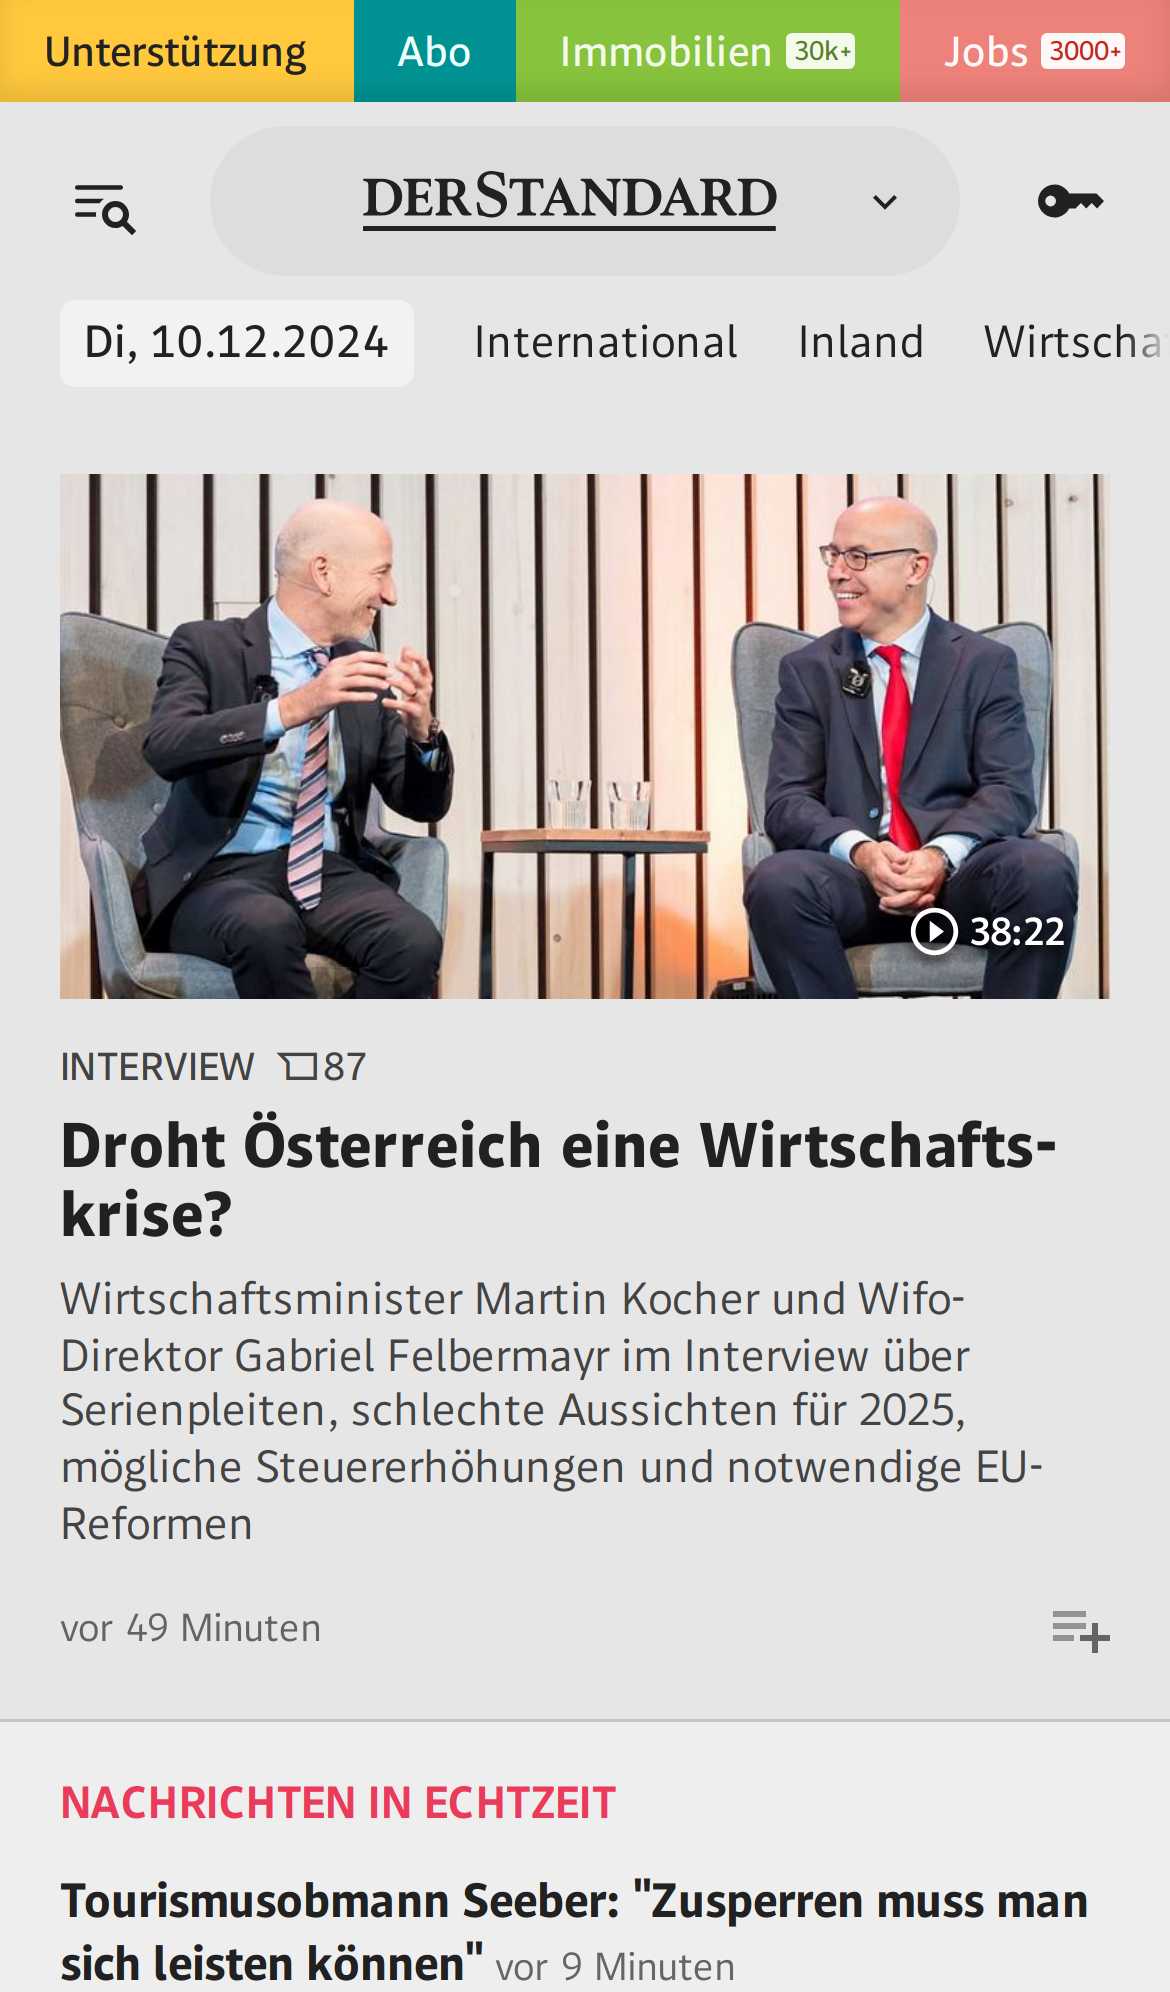 Unterstützung Abo Immobilien 30k+ Jobs 3000+
DERSTANDARD
Di, 10.12.2024 International Inland Wirtscha
38:22
INTERVIEW 87
Droht Österreich eine Wirtschafts-
krise?
Wirtschaftsminister Martin Kocher und Wifo-
Direktor Gabriel Felbermayr im Interview über
Serienpleiten, schlechte Aussichten für 2025,
mögliche Steuererhöhungen und notwendige EU-
Reformen
vor 49 Minuten
NACHRICHTEN IN ECHTZEIT
Tourismusobmann Seeber: "Zusperren muss man
sich leisten können" vor 9 Minuten